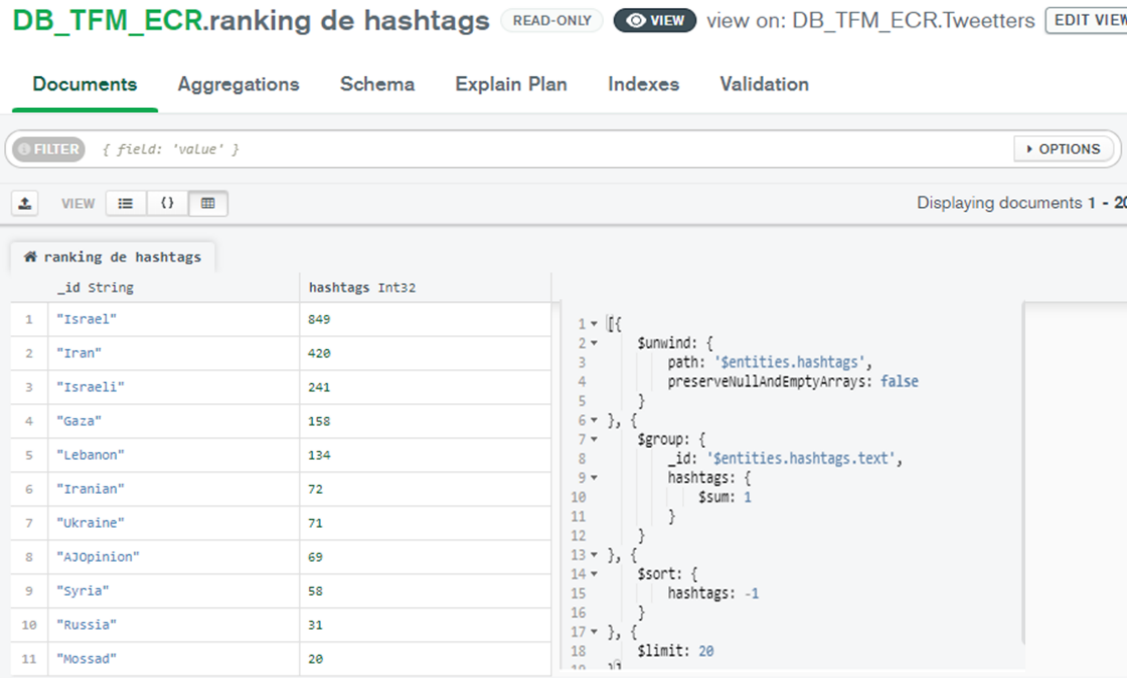 DB_TFM_ECR.ranking de hashtags READ-ONLY VIEW view on: DB_TFM_ECR.Tweetters EDIT VIEW
Documents Aggregations Schema Explain Plan Indexes Validation
FILTER { field: 'value' } OPTIONS
VIEW {} Displaying documents 1 - 20
ranking de hashtags
_id String hashtags Int32
1 "Israel" 849
2 "Iran" 420
3 "Israeli" 241
4 "Gaza" 158
5 "Lebanon" 134
6 "Iranian" 72
7 "Ukraine" 71
8 "AJOpinion" 69
9 "Syria" 58
10 "Russia" 31
11 "Mossad" 20
1 [{
2 $unwind: {
3 path: '$entities.hashtags',
4 preserveNullAndEmptyArrays: false
5 }
6 }, {
7 $group: {
8 _id: '$entities.hashtags.text',
9 hashtags: {
10 $sum: 1
11 }
12 }
13 }, {
14 $sort: {
15 hashtags: -1
16 }
17 }, {
18 $limit: 20
19 }]